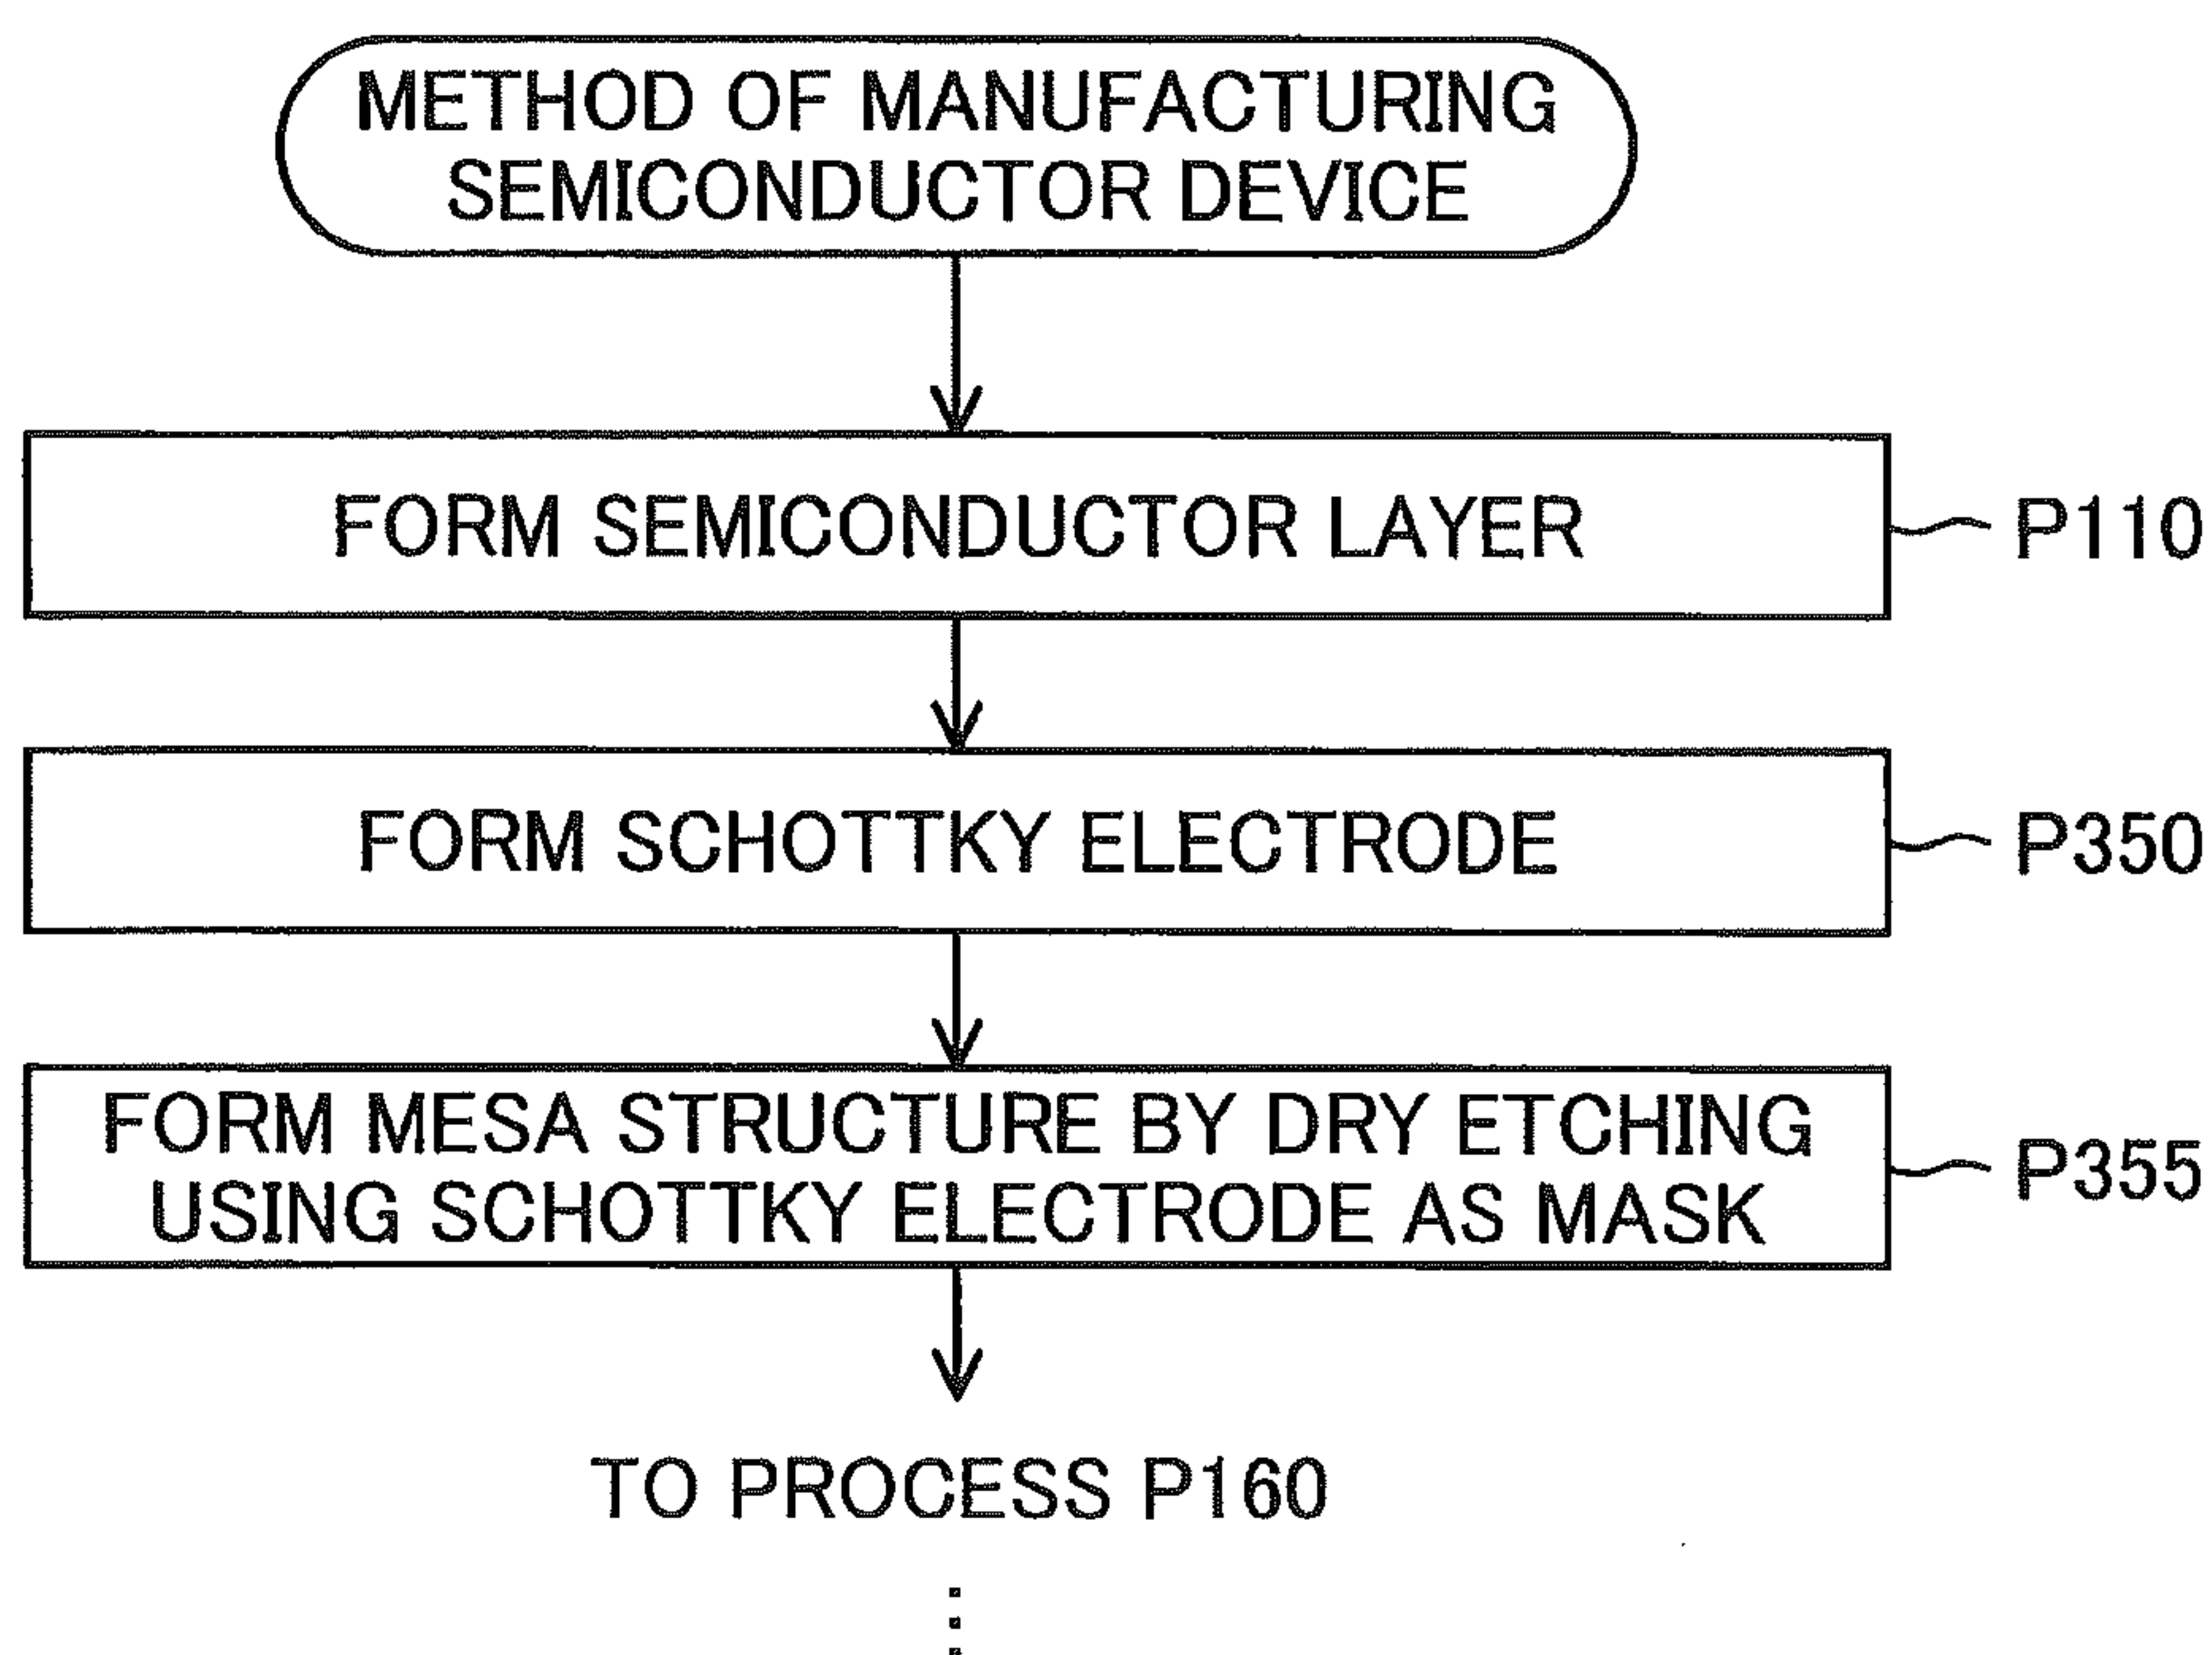 METHOD OF MANUFACTURING
SEMICONDUCTOR DEVICE
FORM SEMICONDUCTOR LAYER
P110
FORM SCHOTTKY ELECTRODE
P350
FORM MESA STRUCTURE BY DRY ETCHING
USING SCHOTTKY ELECTRODE AS MASK
P355
TO PROCESS P160